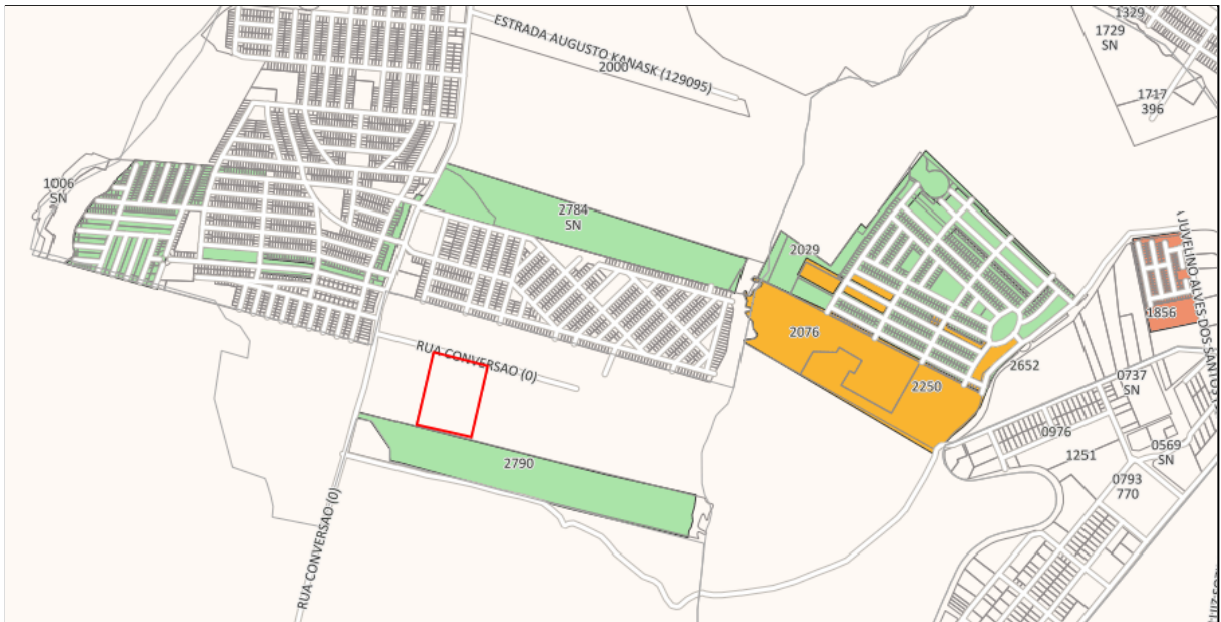 1329
1729
SN
ESTRADA AUGUSTO KANASK (129095)
2000
1717
396
1006
SN
2784
SN
2029
JUVELINO ALVES DOS SANTOS
1856
2076
RUA CONVERSAO (0)
2652
2250
0737
SN
0976
0569
SN
1251
2790
0793
770
RUA CONVERSAO (0)